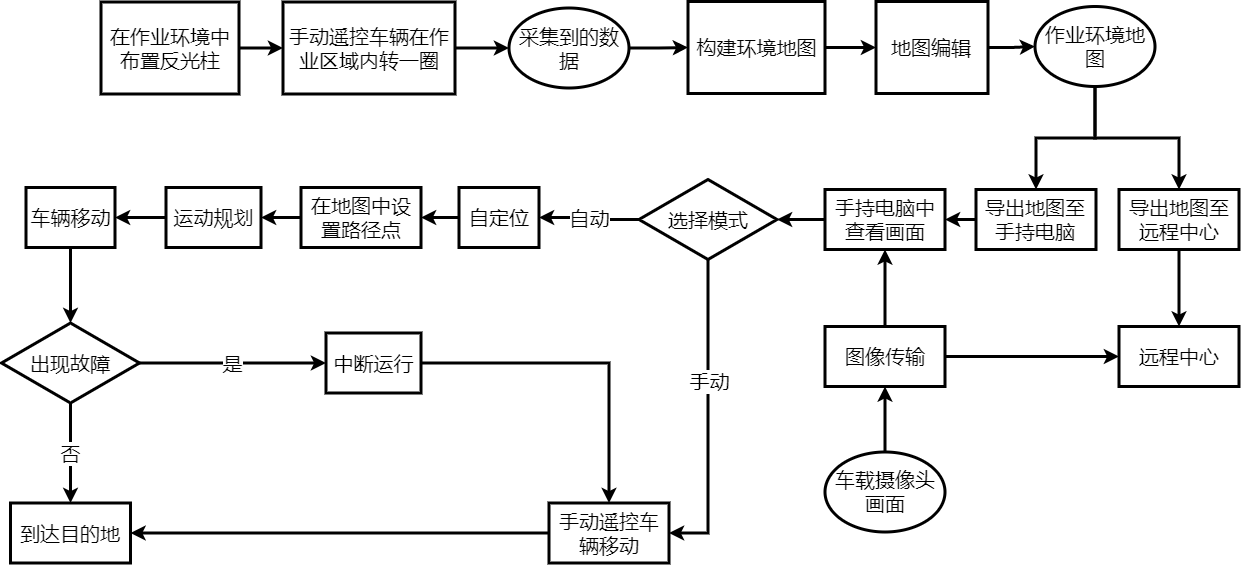 在作业环境中
布置反光柱
手动遥控车辆在作
业区域内转一圈
采集到的数
据
构建环境地图
地图编辑
作业环境地
图
车辆移动
运动规划
在地图中设
置路径点
自定位
自动
选择模式
手持电脑中
查看画面
导出地图至
手持电脑
导出地图至
远程中心
出现故障
是
中断运行
手动
图像传输
远程中心
否
车载摄像头
画面
到达目的地
手动遥控车
辆移动